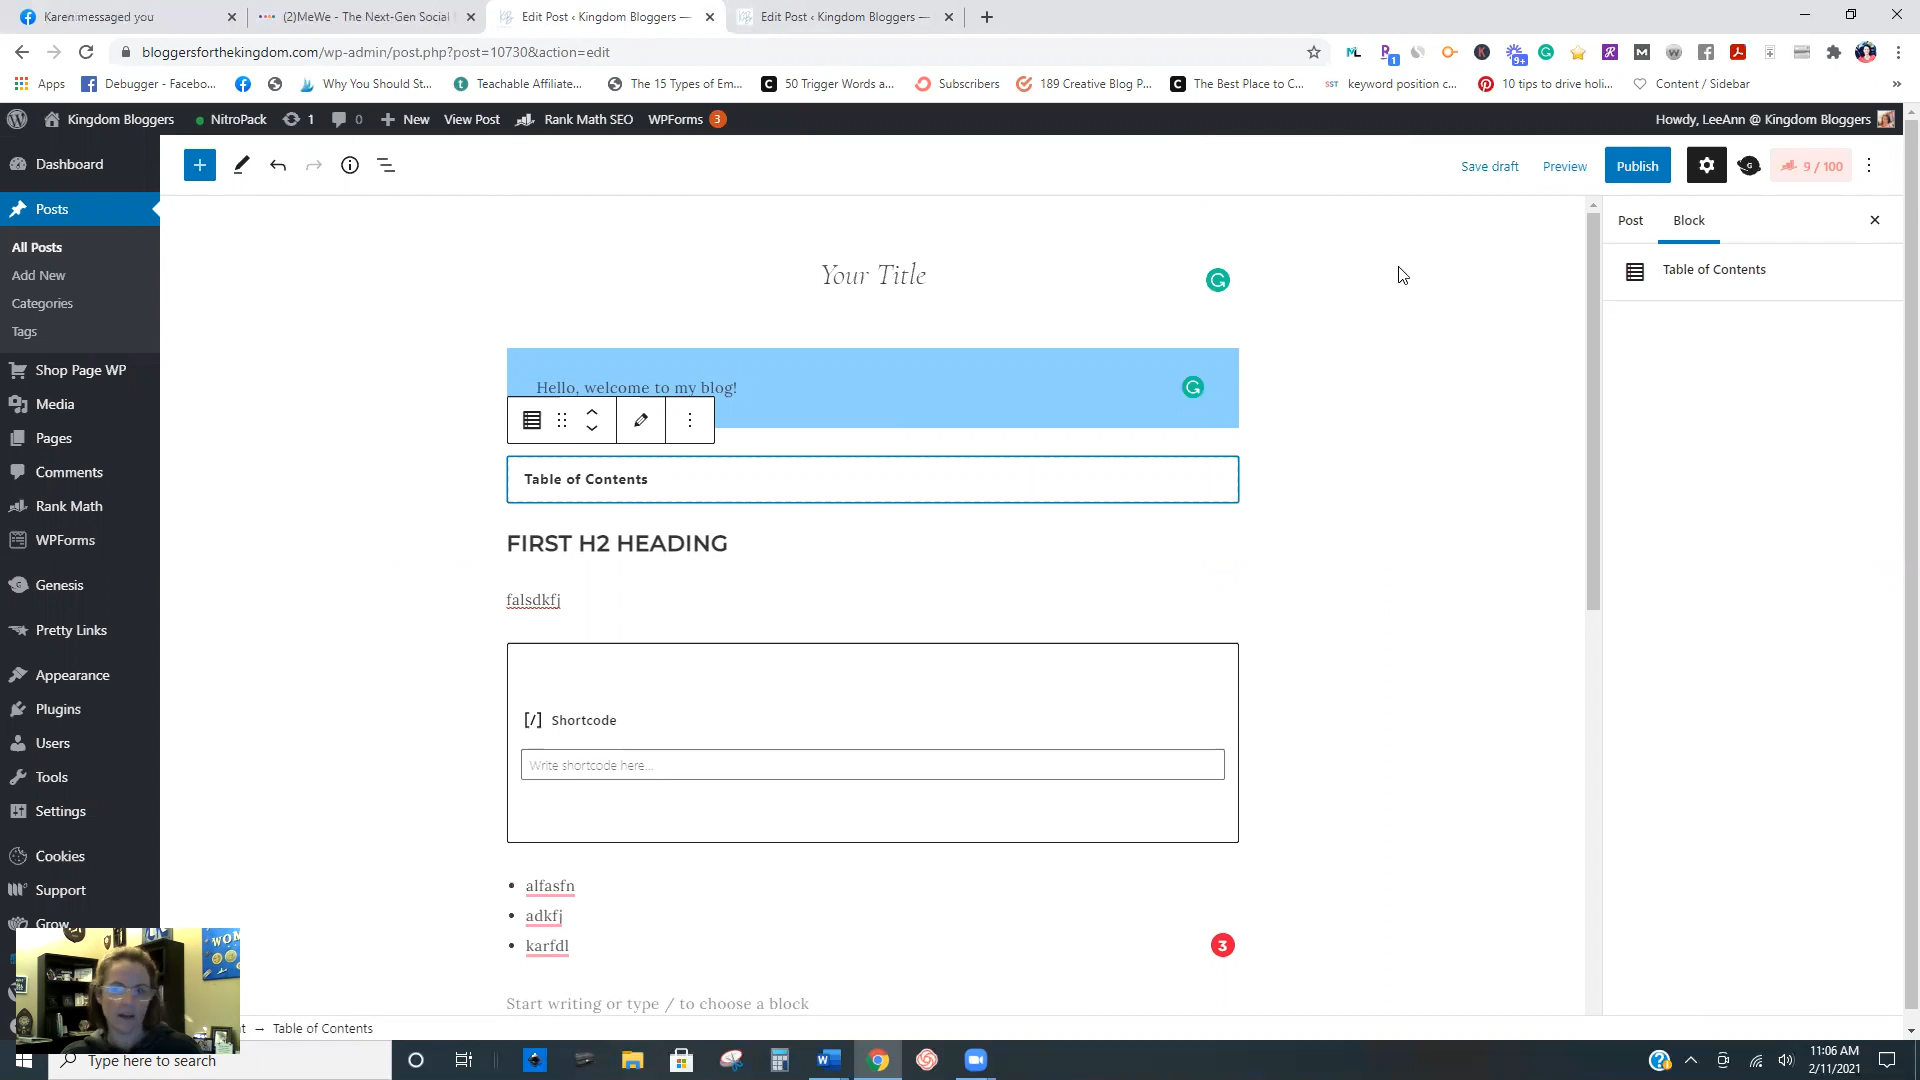 Karen messaged you
(2)MeWe - The Next-Gen Social
Edit Post ‹ Kingdom Bloggers —
Edit Post ‹ Kingdom Bloggers —
bloggersforthekingdom.com/wp-admin/post.php?post=10730&action=edit
1
9+
Apps
Debugger - Facebo...
Why You Should St...
Teachable Affiliate...
The 15 Types of Em...
50 Trigger Words a...
Subscribers
189 Creative Blog P...
The Best Place to C...
SST keyword position c...
10 tips to drive holi...
Content / Sidebar
Kingdom Bloggers
NitroPack
1
0
New
View Post
Rank Math SEO
WPForms 3
Howdy, LeeAnn @ Kingdom Bloggers
Dashboard
Posts
All Posts
Add New
Categories
Tags
Shop Page WP
Media
Pages
Comments
Rank Math
WPForms
Genesis
Pretty Links
Appearance
Plugins
Users
Tools
Settings
Cookies
Support
Grow
Save draft
Preview
Publish
9 / 100
Post
Block
Table of Contents
Your Title
Hello, welcome to my blog!
Table of Contents
FIRST H2 HEADING
falsdkfj
[/] Shortcode
Write shortcode here...
alfasfn
adkfj
karfdl
3
Start writing or type / to choose a block
→ Table of Contents
WOM
Type here to search
11:06 AM
2/11/2021